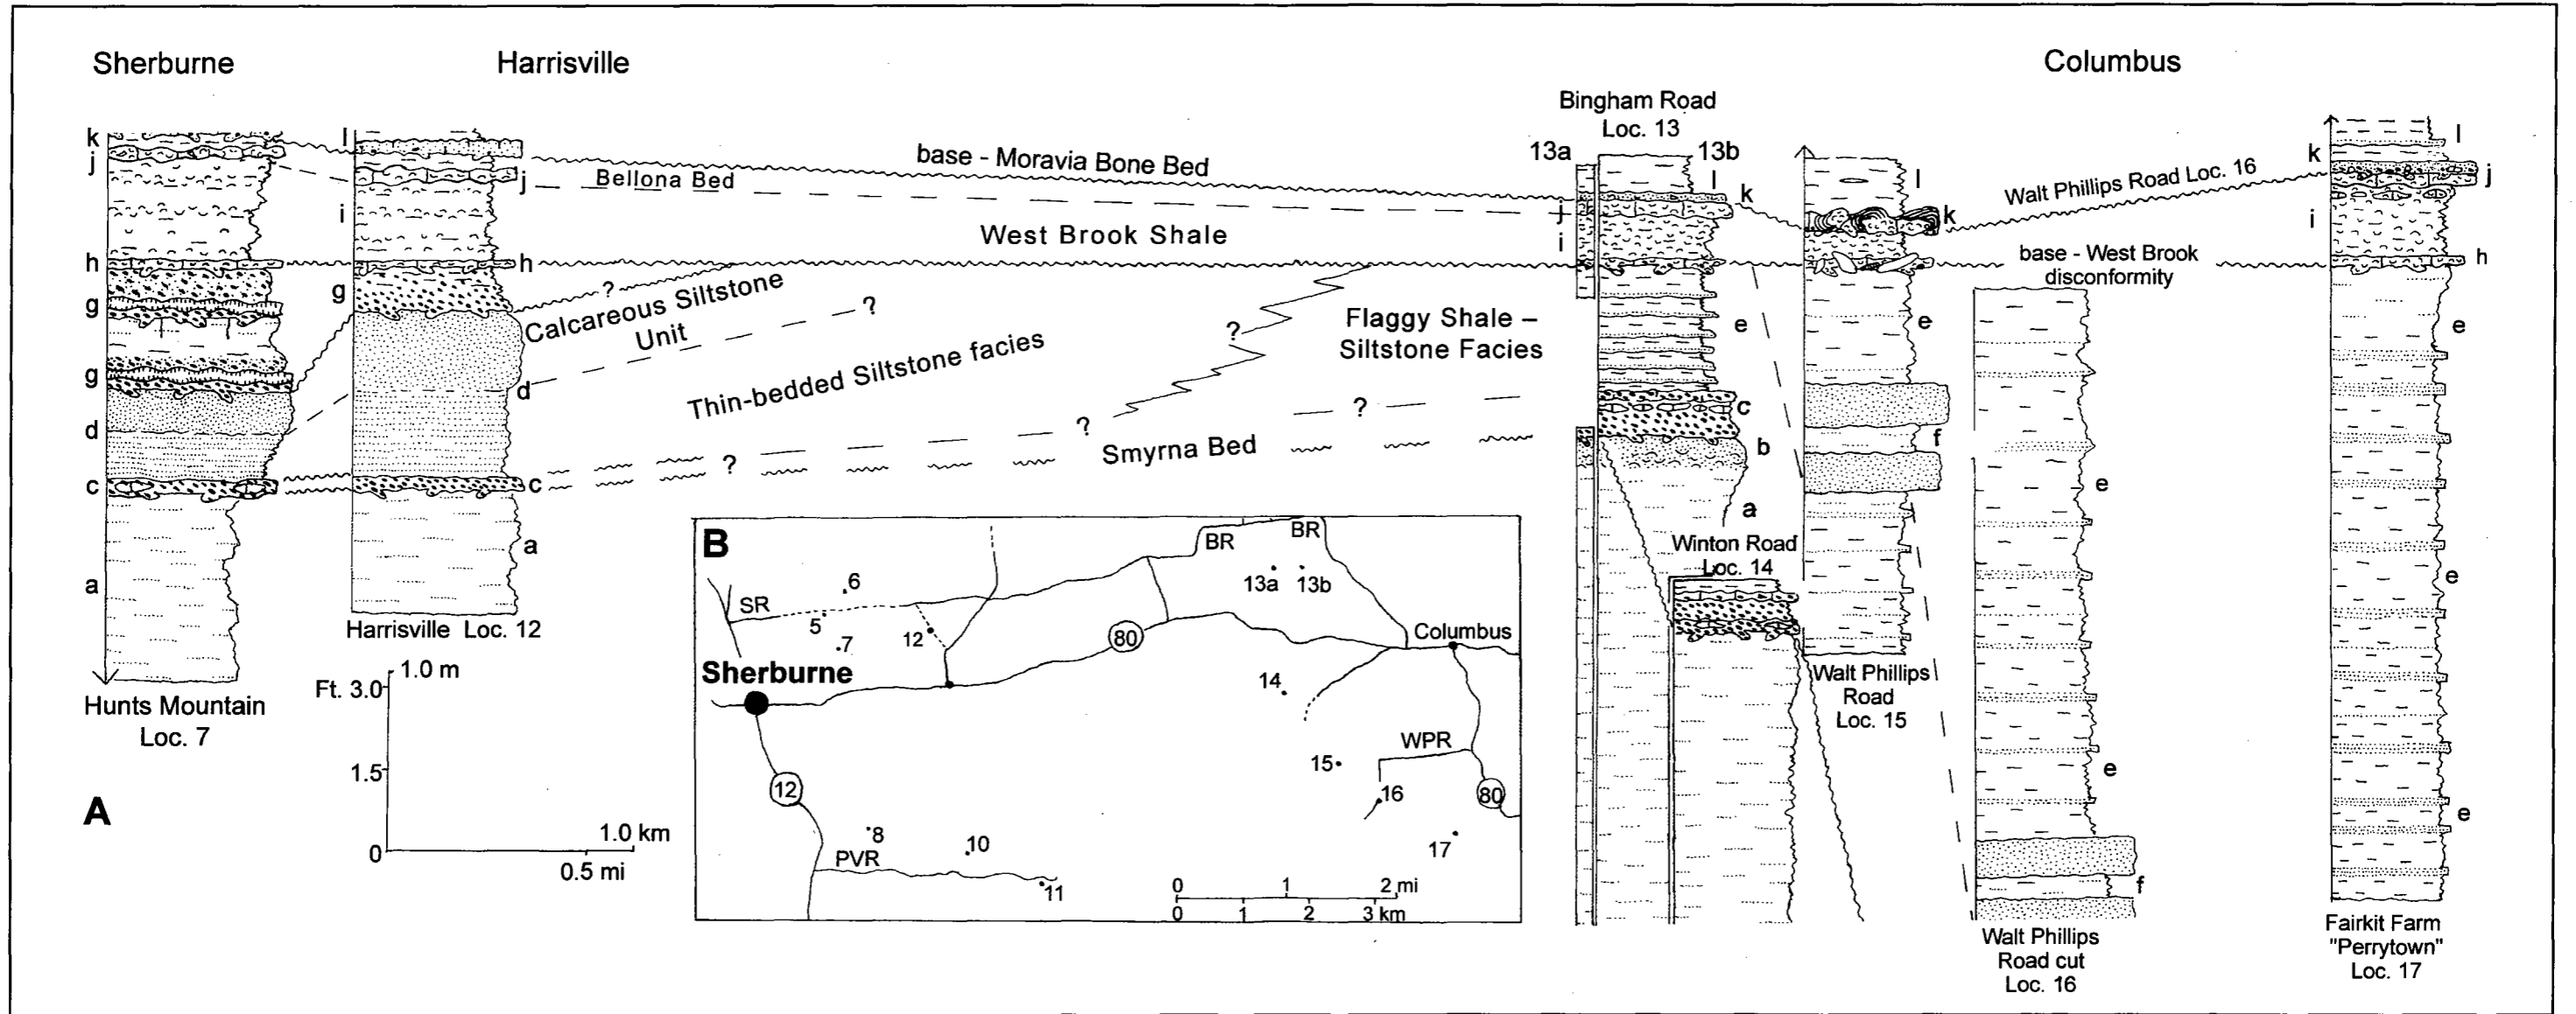 Sherburne
Harrisville
Columbus
Bingham Road
Loc. 13
13a
13b
k
j
h
g
g
d
c
a
Hunts Mountain
Loc. 7
l
j
i
h
g
d
c
a
Harrisville Loc. 12
base - Moravia Bone Bed
Bellona Bed
West Brook Shale
?
Calcareous Siltstone
Unit
?
Thin-bedded Siltstone facies
?
Flaggy Shale –
Siltstone Facies
?
?
?
Smyrna Bed
j
i
l
k
e
c
b
a
Winton Road
Loc. 14
l
k
e
f
Walt Phillips
Road
Loc. 15
Walt Phillips Road Loc. 16
base - West Brook
disconformity
e
e
f
Walt Phillips
Road cut
Loc. 16
l
k
j
i
h
e
e
e
Fairkit Farm
"Perrytown"
Loc. 17
A
1.0 m
Ft. 3.0
1.5
0
1.0 km
0.5 mi
B
BR
BR
SR
6
5
7
12
13a
13b
80
Columbus
Sherburne
14
WPR
15
16
80
12
8
10
PVR
11
17
0 1 2 mi
0 1 2 3 km